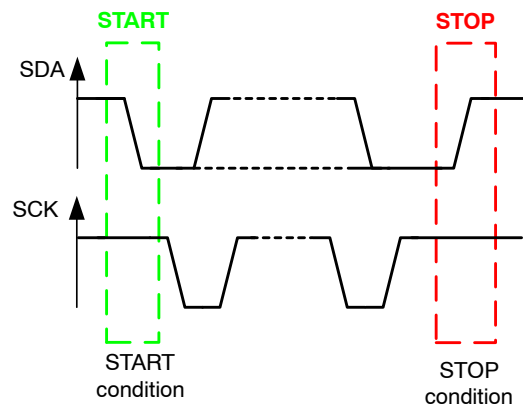 START
STOP
SDA
SCK
START
condition
STOP
condition